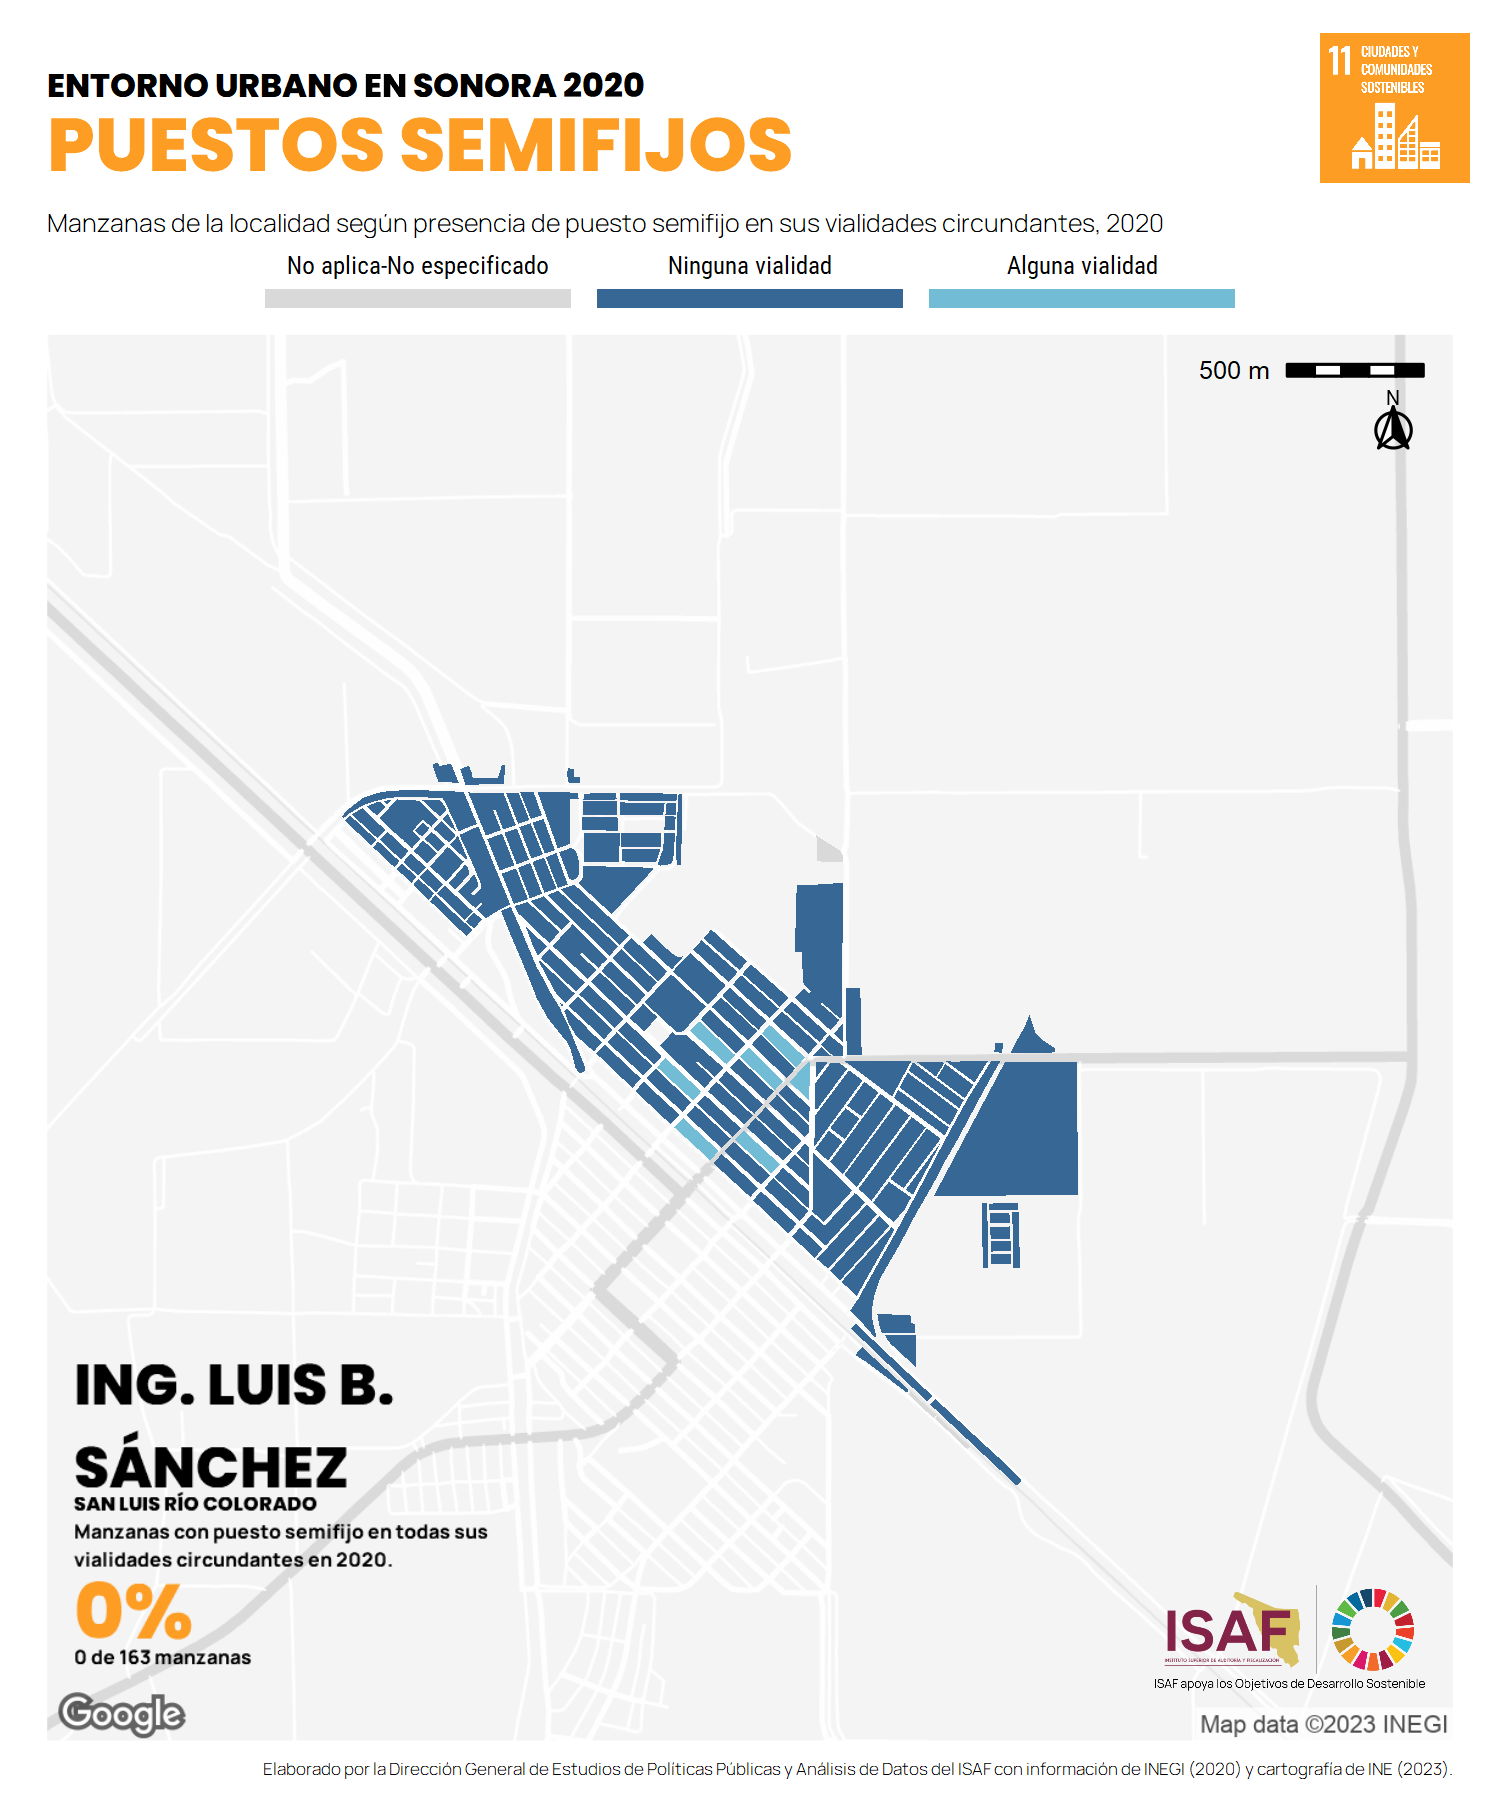 ENTORNO URBANO EN SONORA 2020
PUESTOS SEMIFIJOS
11 CIUDADES Y
COMUNIDADES
SOSTENIBLES
Manzanas de la localidad según presencia de puesto semifijo en sus vialidades circundantes, 2020
No aplica-No especificado
Ninguna vialidad
Alguna vialidad
500 m
N
ING. LUIS B.
SÁNCHEZ
SAN LUIS RÍO COLORADO
Manzanas con puesto semifijo en todas sus
vialidades circundantes en 2020.
0%
0 de 163 manzanas
Google
ISAF
INSTITUTO SUPERIOR DE AUDITORÍA Y FISCALIZACIÓN
ISAF apoya los Objetivos de Desarrollo Sostenible
Map data ©2023 INEGI
Elaborado por la Dirección General de Estudios de Políticas Públicas y Análisis de Datos del ISAF con información de INEGI (2020) y cartografía de INE (2023).